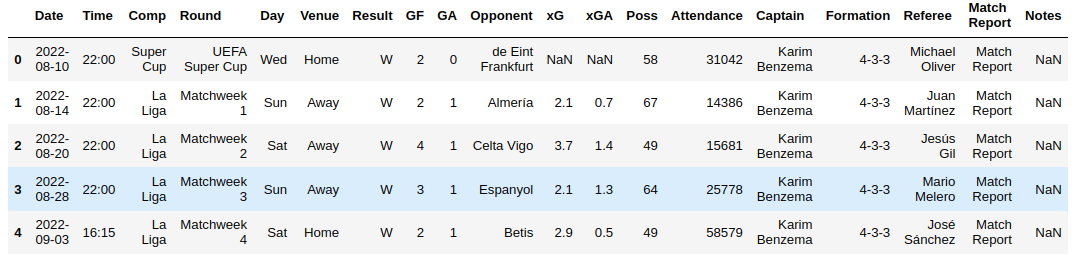 Date Time Comp Round Day Venue Result GF GA Opponent xG xGA Poss Attendance Captain Formation Referee Match Report Notes
0 2022-08-10 22:00 Super Cup UEFA Super Cup Wed Home W 2 0 de Eint Frankfurt NaN NaN 58 31042 Karim Benzema 4-3-3 Michael Oliver Match Report NaN
1 2022-08-14 22:00 La Liga Matchweek 1 Sun Away W 2 1 Almería 2.1 0.7 67 14386 Karim Benzema 4-3-3 Juan Martínez Match Report NaN
2 2022-08-20 22:00 La Liga Matchweek 2 Sat Away W 4 1 Celta Vigo 3.7 1.4 49 15681 Karim Benzema 4-3-3 Jesús Gil Match Report NaN
3 2022-08-28 22:00 La Liga Matchweek 3 Sun Away W 3 1 Espanyol 2.1 1.3 64 25778 Karim Benzema 4-3-3 Mario Melero Match Report NaN
4 2022-09-03 16:15 La Liga Matchweek 4 Sat Home W 2 1 Betis 2.9 0.5 49 58579 Karim Benzema 4-3-3 José Sánchez Match Report NaN